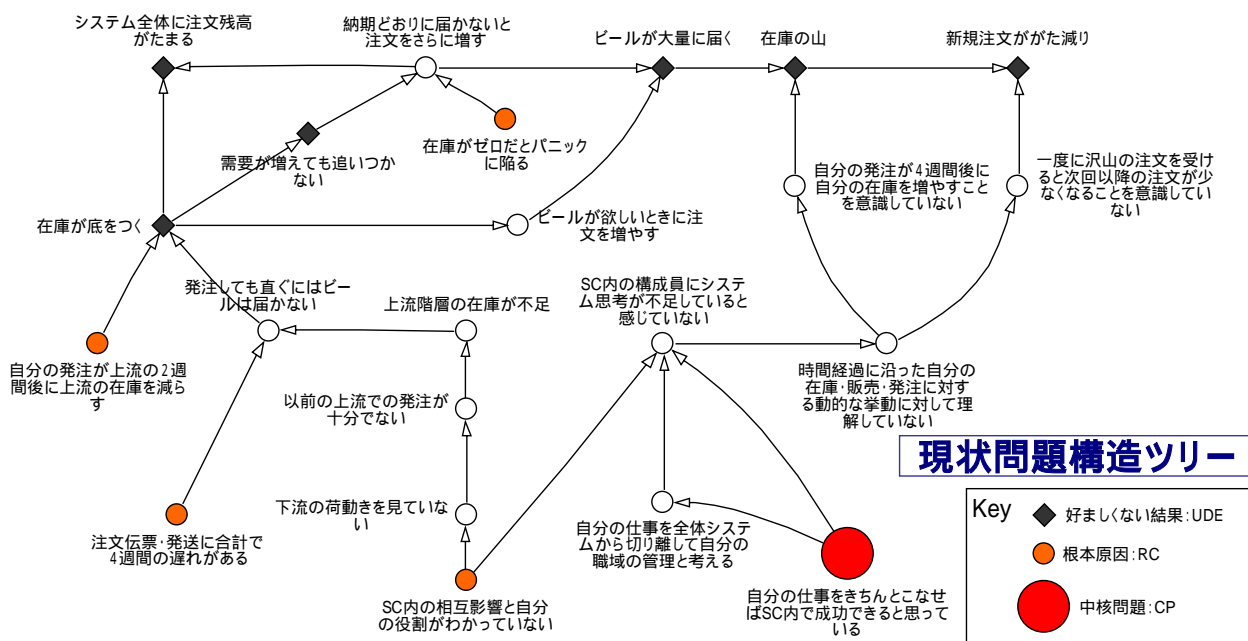 システム全体に注文残高
がたまる
納期どおりに届かないと
注文をさらに増す
ビールが大量に届く
在庫の山
新規注文ががた減り
需要が増えても追いつか
ない
在庫がゼロだとパニック
に陥る
自分の発注が4週間後に
自分の在庫を増やすこと
を意識していない
一度に沢山の注文を受け
ると次回以降の注文が少
なくなることを意識してい
ない
在庫が底をつく
ビールが欲しいときに注
文を増やす
発注しても直ぐにはビー
ルは届かない
上流階層の在庫が不足
SC内の構成員にシステ
ム思考が不足していると
感じていない
自分の発注が上流の2週
間後に上流の在庫を減ら
す
時間経過に沿った自分の
在庫・販売・発注に対す
る動的な挙動に対して理
解していない
以前の上流での発注が
十分でない
現状問題構造ツリー
下流の荷動きを見ていな
い
注文伝票・発送に合計で
4週間の遅れがある
自分の仕事を全体システ
ムから切り離して自分の
職域の管理と考える
SC内の相互影響と自分
の役割がわかっていない
自分の仕事をきちんとこなせ
ばSC内で成功できると思って
いる
Key
好ましくない結果:UDE
根本原因:RC
中核問題:CP